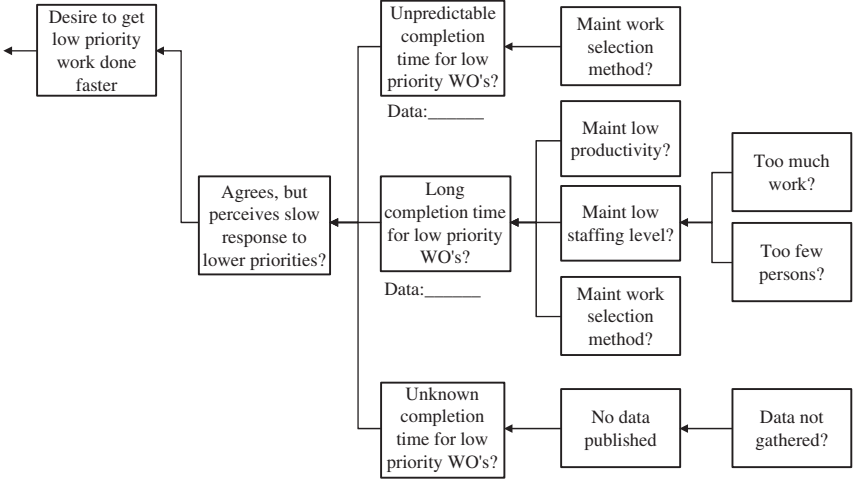 Desire to get
low priority
work done
faster
Agrees, but
perceives slow
response to
lower priorities?
Unpredictable
completion
time for low
priority WO's?
Data:______
Maint work
selection
method?
Long
completion time
for low priority
WO's?
Data:______
Maint low
productivity?
Maint low
staffing level?
Maint work
selection
method?
Too much
work?
Too few
persons?
Unknown
completion
time for low
priority WO's?
No data
published
Data not
gathered?